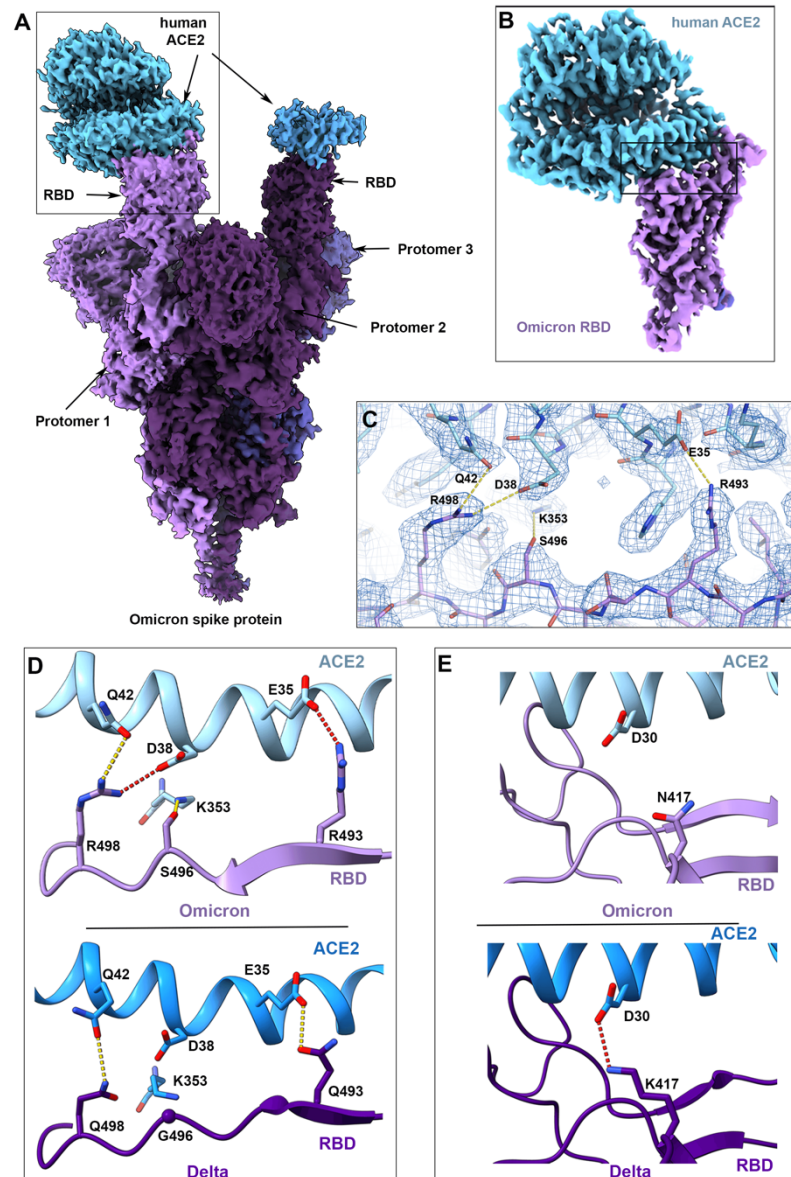 A
human
ACE2
RBD
RBD
Protomer 3
Protomer 2
Protomer 1
Omicron spike protein
B
human ACE2
Omicron RBD
C
Q42
E35
D38
R498
R493
K353
S496
D
ACE2
Q42
E35
D38
K353
R498
S496
R493
RBD
Omicron
ACE2
Q42
E35
D38
K353
Q498
G496
Q493
RBD
Delta
E
ACE2
D30
N417
RBD
Omicron
ACE2
D30
K417
RBD
Delta